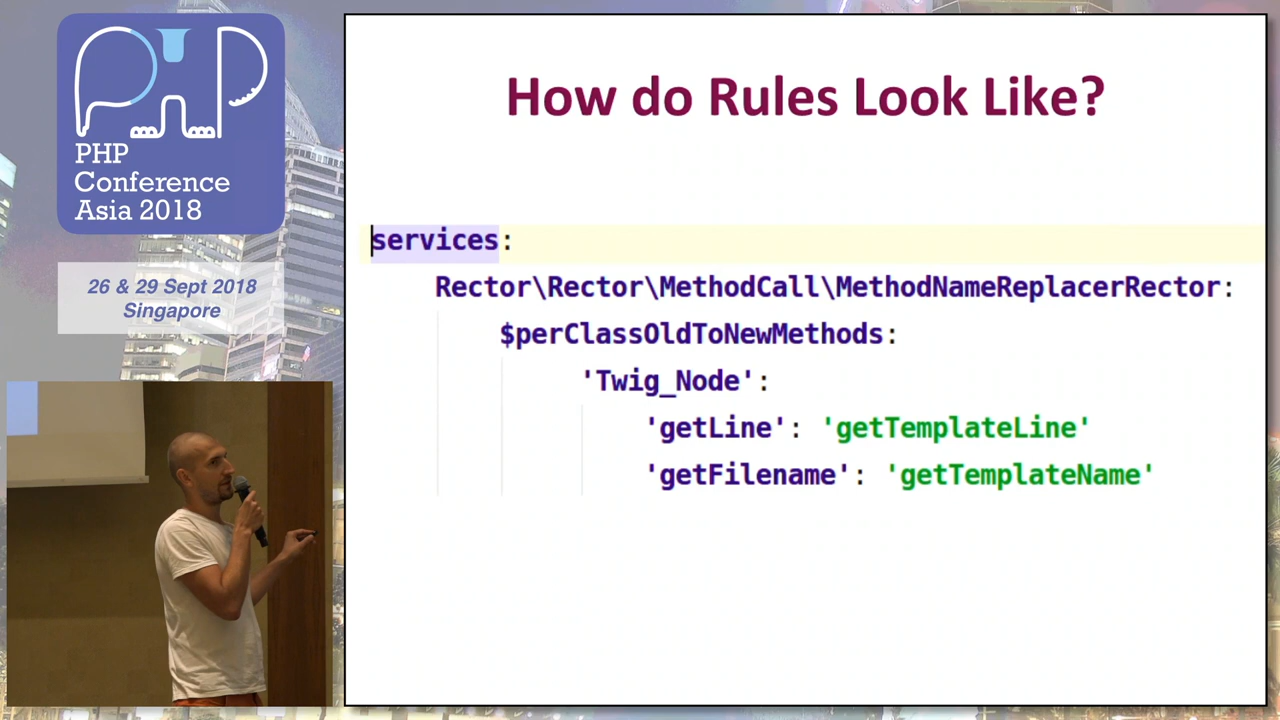 PHP
PHP
Conference
Asia 2018
26 & 29 Sept 2018
Singapore
How do Rules Look Like?
services:
Rector\Rector\MethodCall\MethodNameReplacerRector:
$perClassOldToNewMethods:
'Twig_Node':
'getLine': 'getTemplateLine'
'getFilename': 'getTemplateName'